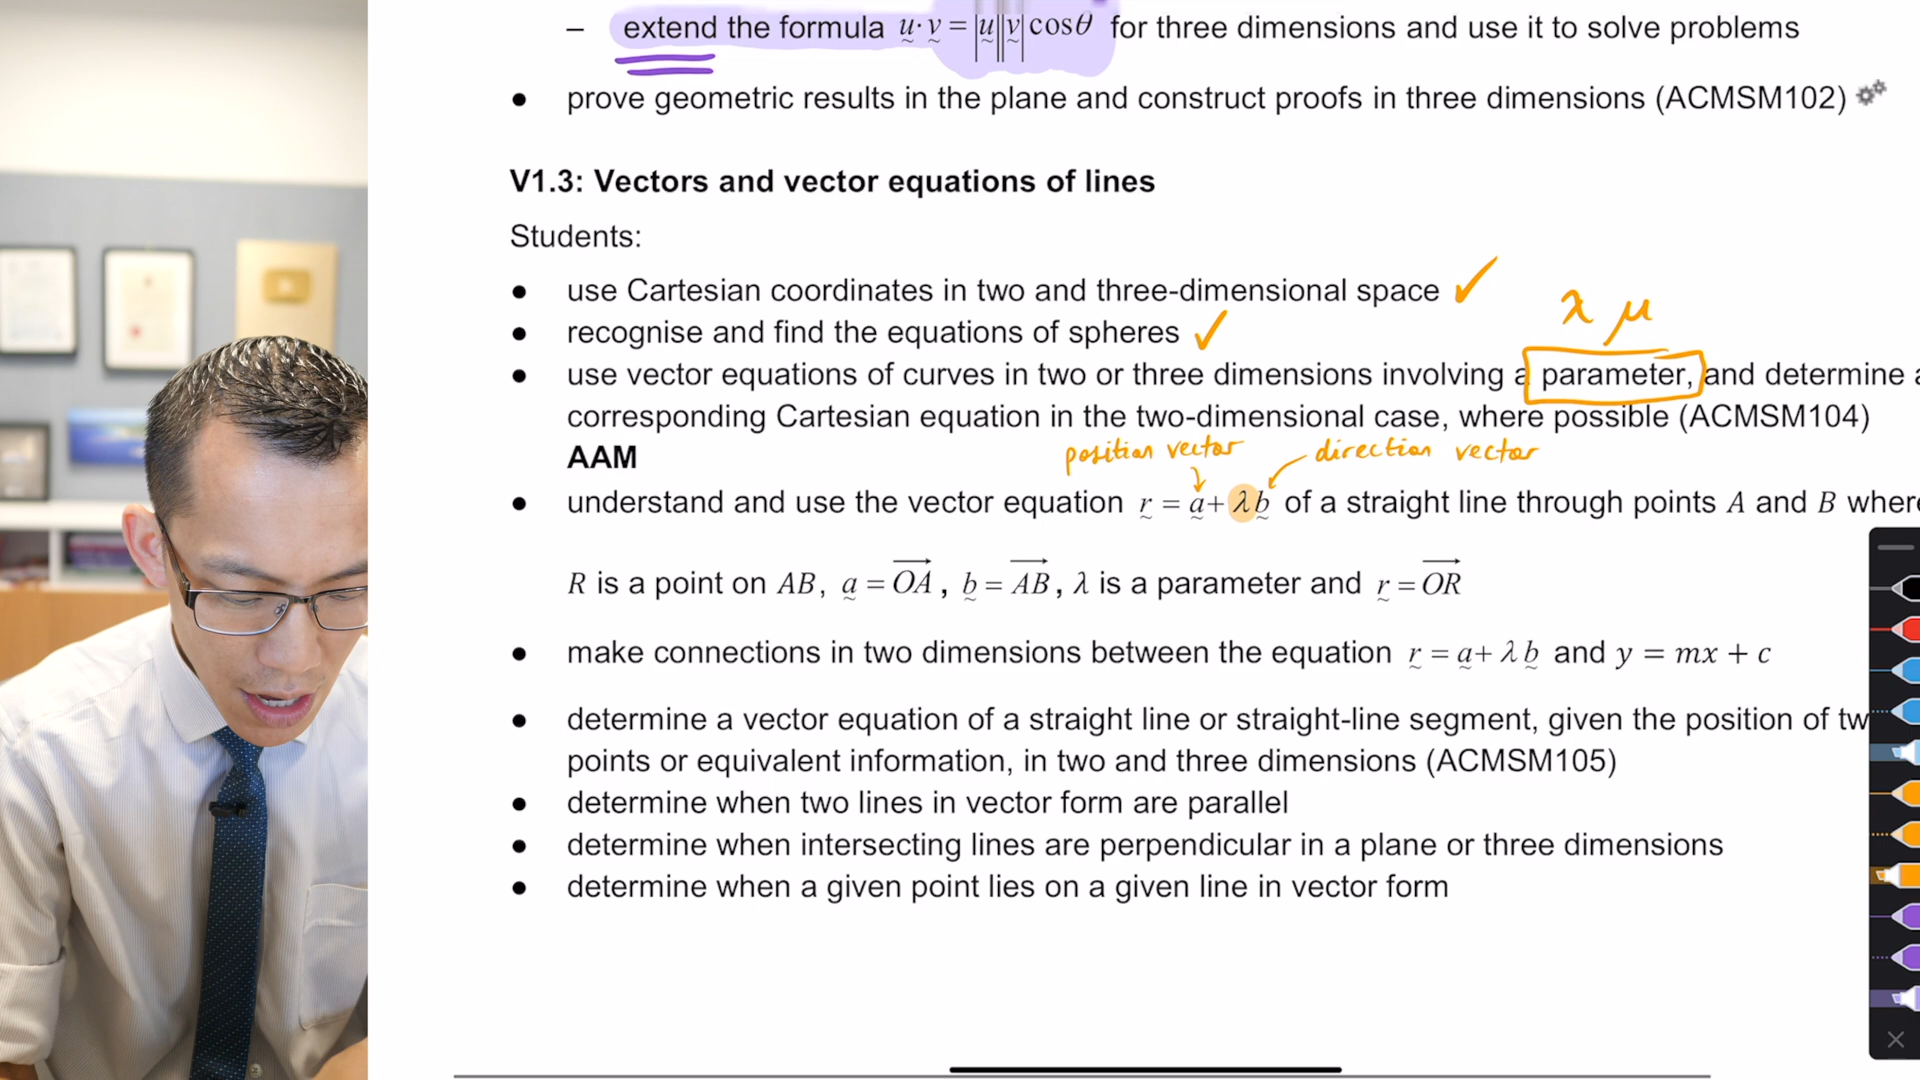 – extend the formula u · v = |u||v| cosθ for three dimensions and use it to solve problems
• prove geometric results in the plane and construct proofs in three dimensions (ACMSM102)
V1.3: Vectors and vector equations of lines
Students:
• use Cartesian coordinates in two and three-dimensional space ✓
λ μ
• recognise and find the equations of spheres ✓
• use vector equations of curves in two or three dimensions involving a parameter, and determine
corresponding Cartesian equation in the two-dimensional case, where possible (ACMSM104)
position vector direction vector
AAM
• understand and use the vector equation r = a + λb of a straight line through points A and B
R is a point on AB, a = OA, b = AB, λ is a parameter and r = OR
• make connections in two dimensions between the equation r = a + λb and y = mx + c
• determine a vector equation of a straight line or straight-line segment, given the position of
points or equivalent information, in two and three dimensions (ACMSM105)
• determine when two lines in vector form are parallel
• determine when intersecting lines are perpendicular in a plane or three dimensions
• determine when a given point lies on a given line in vector form